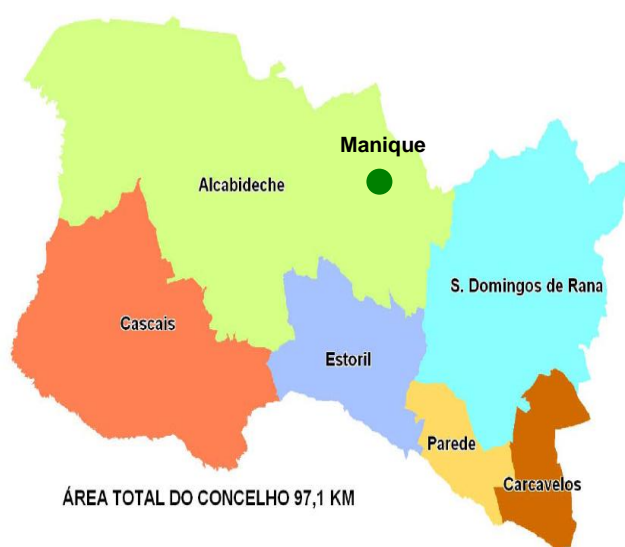 Manique
Alcabideche
S. Domingos de Rana
Cascais
Estoril
Parede
Carcavelos
ÁREA TOTAL DO CONCELHO 97,1 KM